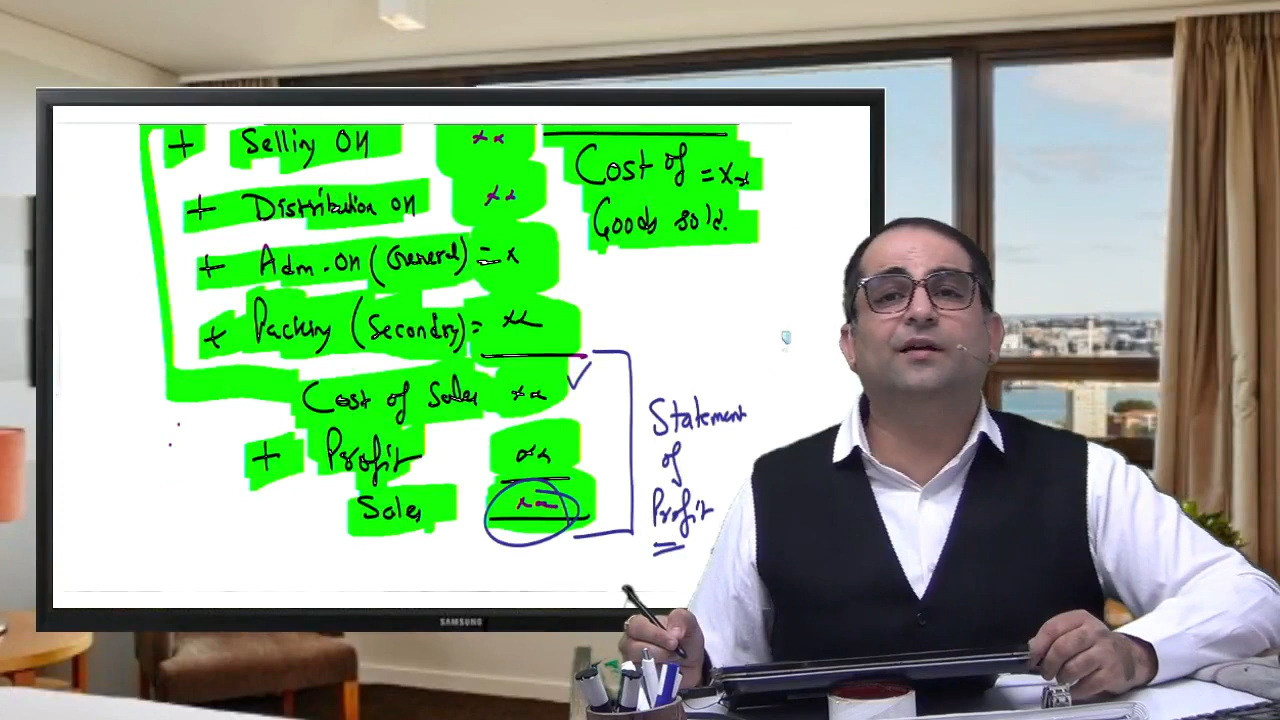 + Selling OH xx
+ Distribution OH xx
+ Adm. OH (General) = x
+ Packing (Secondry) = xx
Cost of Sales xx
+ Profit xx
Sales xx
Cost of = xx
Goods sold.
Statement
of
Profit
SAMSUNG